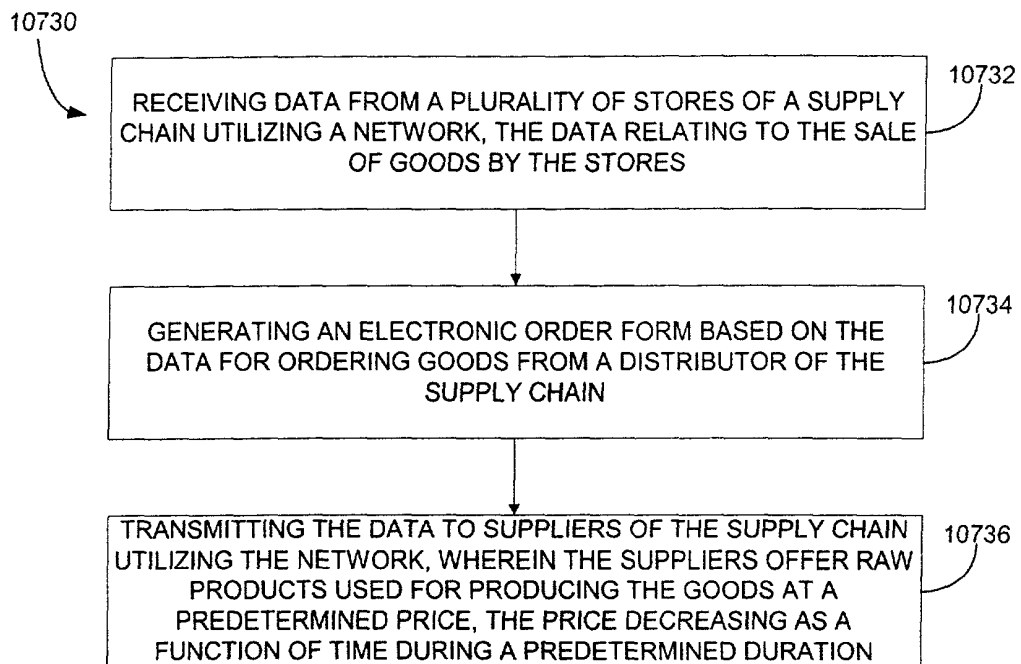 10730
10732
RECEIVING DATA FROM A PLURALITY OF STORES OF A SUPPLY
CHAIN UTILIZING A NETWORK, THE DATA RELATING TO THE SALE
OF GOODS BY THE STORES
10734
GENERATING AN ELECTRONIC ORDER FORM BASED ON THE
DATA FOR ORDERING GOODS FROM A DISTRIBUTOR OF THE
SUPPLY CHAIN
10736
TRANSMITTING THE DATA TO SUPPLIERS OF THE SUPPLY CHAIN
UTILIZING THE NETWORK, WHEREIN THE SUPPLIERS OFFER RAW
PRODUCTS USED FOR PRODUCING THE GOODS AT A
PREDETERMINED PRICE, THE PRICE DECREASING AS A
FUNCTION OF TIME DURING A PREDETERMINED DURATION